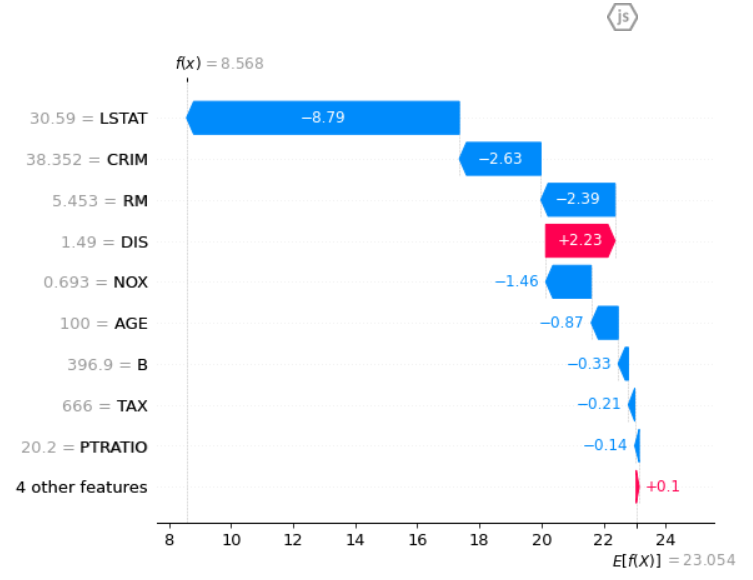 js
f(x) = 8.568
30.59 = LSTAT −8.79
38.352 = CRIM −2.63
5.453 = RM −2.39
1.49 = DIS +2.23
0.693 = NOX −1.46
100 = AGE −0.87
396.9 = B −0.33
666 = TAX −0.21
20.2 = PTRATIO −0.14
4 other features +0.1
8 10 12 14 16 18 20 22 24
E[f(X)] = 23.054